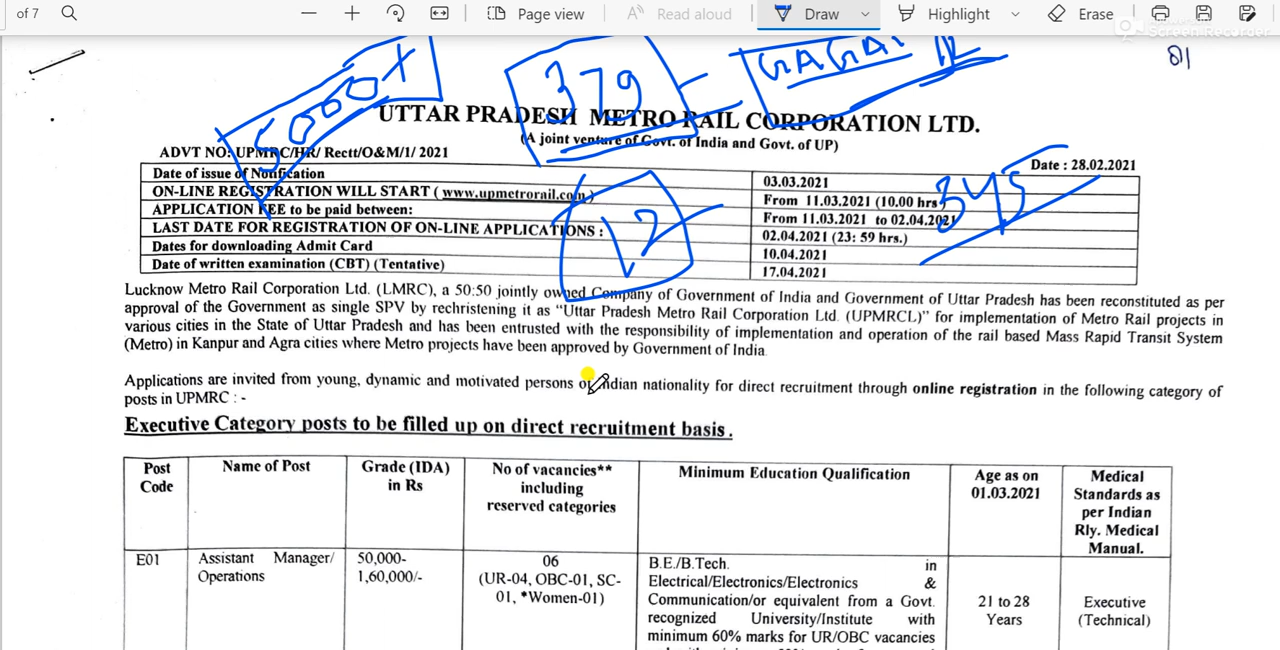 of 7 Page view Read aloud Draw Highlight Erase
Screen Recorder
5000X 379
81
UTTAR PRADESH METRO RAIL CORPORATION LTD.
(A joint venture of Govt. of India and Govt. of UP)
ADVT NO: UPMRC/HR/ Rectt/O&M/1/ 2021
Date : 28.02.2021
Date of issue of Notification 03.03.2021
ON-LINE REGISTRATION WILL START ( www.upmetrorail.com ) From 11.03.2021 (10.00 hrs
APPLICATION FEE to be paid between: From 11.03.2021 to 02.04.2021
LAST DATE FOR REGISTRATION OF ON-LINE APPLICATIONS : 02.04.2021 (23: 59 hrs.)
Dates for downloading Admit Card 10.04.2021
Date of written examination (CBT) (Tentative) 17.04.2021
345
12
Lucknow Metro Rail Corporation Ltd. (LMRC), a 50:50 jointly owned Company of Government of India and Government of Uttar Pradesh has been reconstituted as per
approval of the Government as single SPV by rechristening it as “Uttar Pradesh Metro Rail Corporation Ltd. (UPMRCL)” for implementation of Metro Rail projects in
various cities in the State of Uttar Pradesh and has been entrusted with the responsibility of implementation and operation of the rail based Mass Rapid Transit System
(Metro) in Kanpur and Agra cities where Metro projects have been approved by Government of India.
Applications are invited from young, dynamic and motivated persons of Indian nationality for direct recruitment through online registration in the following category of
posts in UPMRC : -
Executive Category posts to be filled up on direct recruitment basis.
Post Code
Name of Post
Grade (IDA) in Rs
No of vacancies** including reserved categories
Minimum Education Qualification
Age as on 01.03.2021
Medical Standards as per Indian Rly. Medical Manual.
E01
Assistant Manager/ Operations
50,000-
1,60,000/-
06
(UR-04, OBC-01, SC-
01, *Women-01)
B.E./B.Tech. in
Electrical/Electronics/Electronics &
Communication/or equivalent from a Govt.
recognized University/Institute with
minimum 60% marks for UR/OBC vacancies
21 to 28
Years
Executive
(Technical)